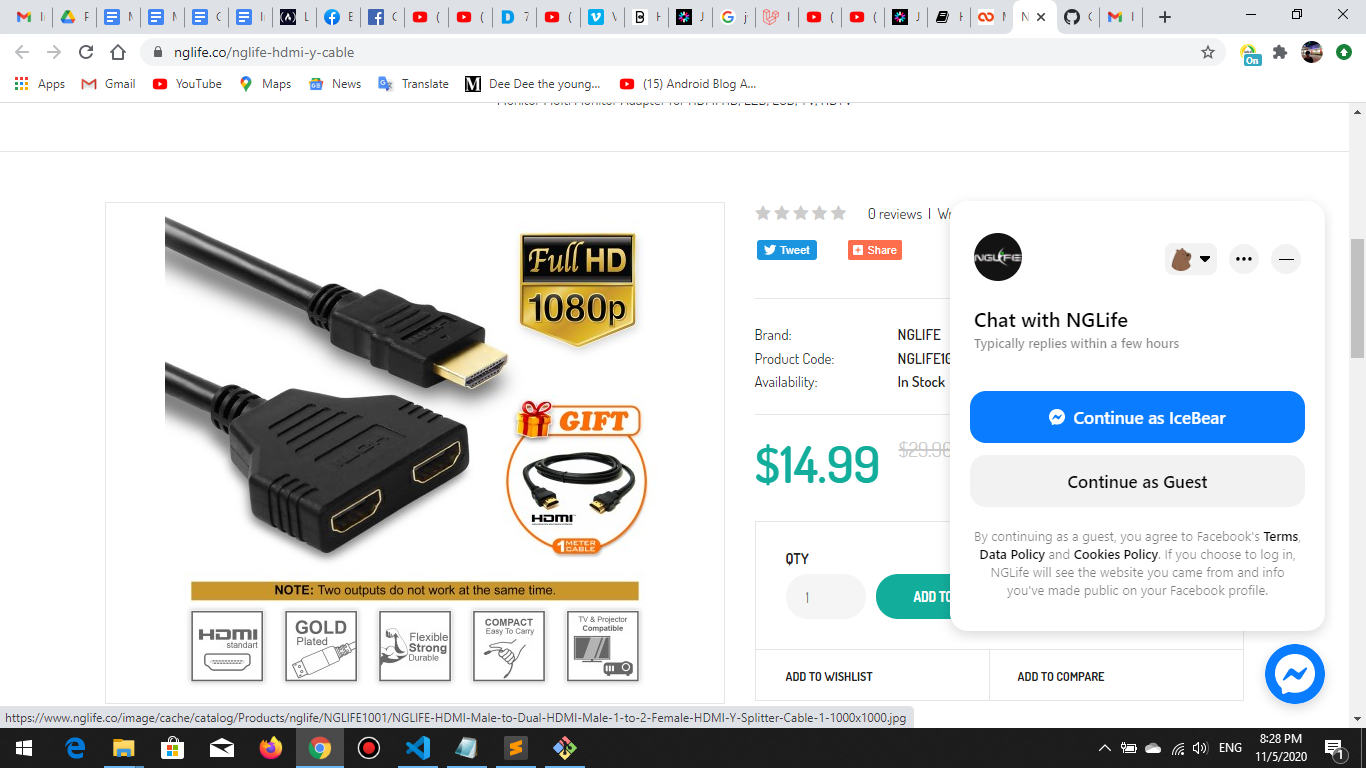 I
F
M
M
C
I
L
E
C
(
(
7
(
V
H
J
j
I
(
(
J
H
M
N
C
I
nglife.co/nglife-hdmi-y-cable
On
Apps
Gmail
YouTube
Maps
News
Translate
Dee Dee the young...
(15) Android Blog A...
Monitor Multi Monitor Adapter for HDMI HD, LED, LCD, TV, HDTV
0 reviews | Wr
Tweet
Share
Brand: NGLIFE
Product Code: NGLIFE10
Availability: In Stock
$14.99 $29.98
QTY
1
ADD TO
ADD TO WISHLIST
ADD TO COMPARE
Full HD
1080p
GIFT
HDMI
1 METER
CABLE
NOTE: Two outputs do not work at the same time.
HDMI
standart
GOLD
Plated
Flexible
Strong
Durable
COMPACT
Easy To Carry
TV & Projector
Compatible
NGLIFE
Chat with NGLife
Typically replies within a few hours
Continue as IceBear
Continue as Guest
By continuing as a guest, you agree to Facebook's Terms,
Data Policy and Cookies Policy. If you choose to log in,
NGLife will see the website you came from and info
you've made public on your Facebook profile.
https://www.nglife.co/image/cache/catalog/Products/nglife/NGLIFE1001/NGLIFE-HDMI-Male-to-Dual-HDMI-Male-1-to-2-Female-HDMI-Y-Splitter-Cable-1-1000x1000.jpg
ENG
8:28 PM
11/5/2020
1